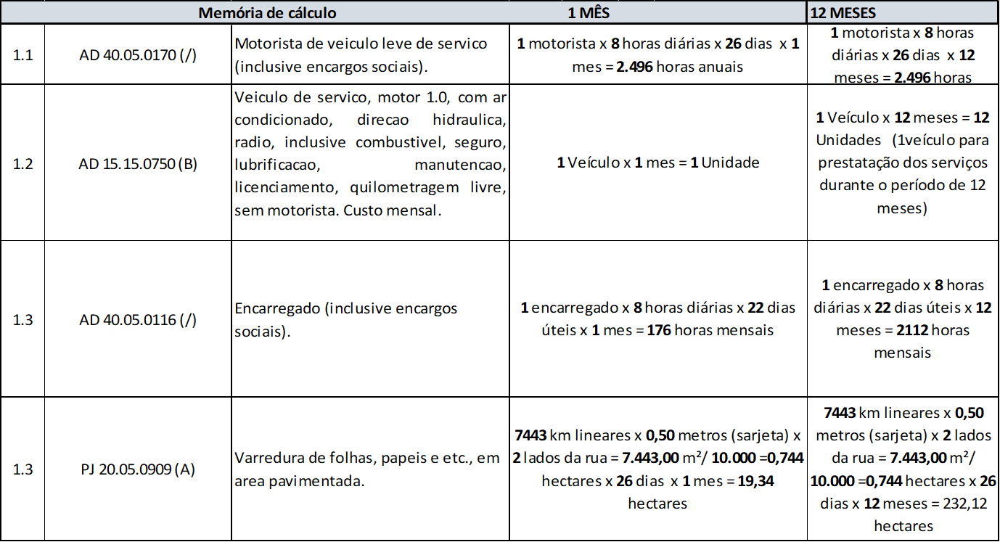 Memória de cálculo 1 MÊS 12 MESES
1.1
AD 40.05.0170 (/)
Motorista de veiculo leve de servico
(inclusive encargos sociais).
1 motorista x 8 horas diárias x 26 dias x 1
mes = 2.496 horas anuais
1 motorista x 8 horas
diárias x 26 dias x 12
meses = 2.496 horas
1.2
AD 15.15.0750 (B)
Veiculo de servico, motor 1.0, com ar
condicionado, direcao hidraulica,
radio, inclusive combustivel, seguro,
lubrificacao, manutencao,
licenciamento, quilometragem livre,
sem motorista. Custo mensal.
1 Veículo x 1 mes = 1 Unidade
1 Veículo x 12 meses = 12
Unidades (1veículo para
prestatação dos serviços
durante o período de 12
meses)
1.3
AD 40.05.0116 (/)
Encarregado (inclusive encargos
sociais).
1 encarregado x 8 horas diárias x 22 dias
úteis x 1 mes = 176 horas mensais
1 encarregado x 8 horas
diárias x 22 dias úteis x 12
meses = 2112 horas
mensais
1.3
PJ 20.05.0909 (A)
Varredura de folhas, papeis e etc., em
area pavimentada.
7443 km lineares x 0,50 metros (sarjeta) x
2 lados da rua = 7.443,00 m²/ 10.000 =0,744
hectares x 26 dias x 1 mes = 19,34
hectares
7443 km lineares x 0,50
metros (sarjeta) x 2 lados
da rua = 7.443,00 m²/
10.000 =0,744 hectares x 26
dias x 12 meses = 232,12
hectares